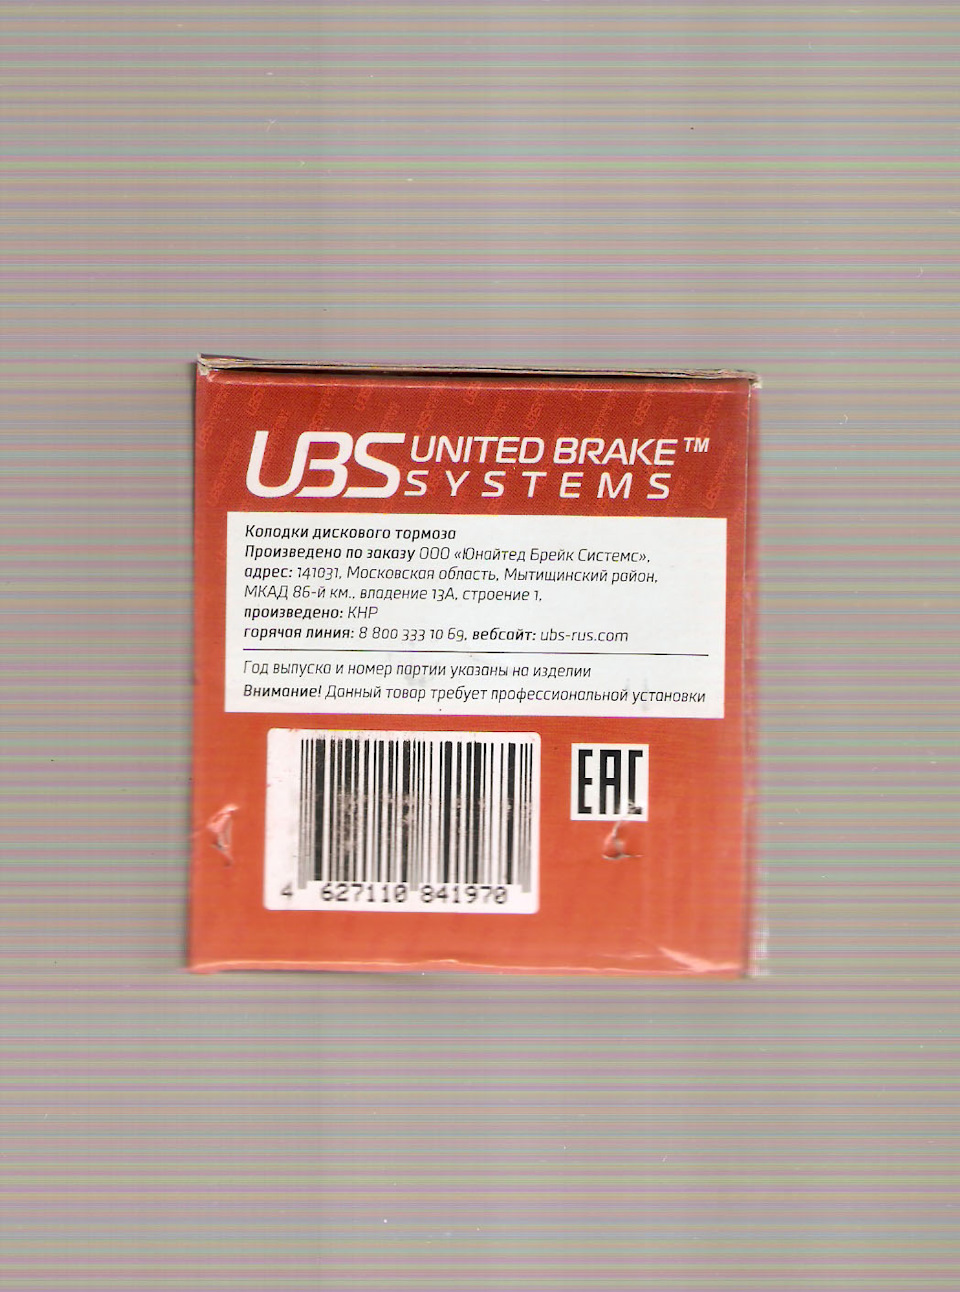 UBS UNITED BRAKE™
SYSTEMS
Колодки дискового тормоза
Произведено по заказу ООО «Юнайтед Брейк Системс»,
адрес: 141031, Московская область, Мытищинский район,
МКАД 86-й км., владение 13А, строение 1,
произведено: КНР
горячая линия: 8 800 333 10 69, вебсайт: ubs-rus.com
Год выпуска и номер партии указаны на изделии
Внимание! Данный товар требует профессиональной установки
EAC
4 627110 841970